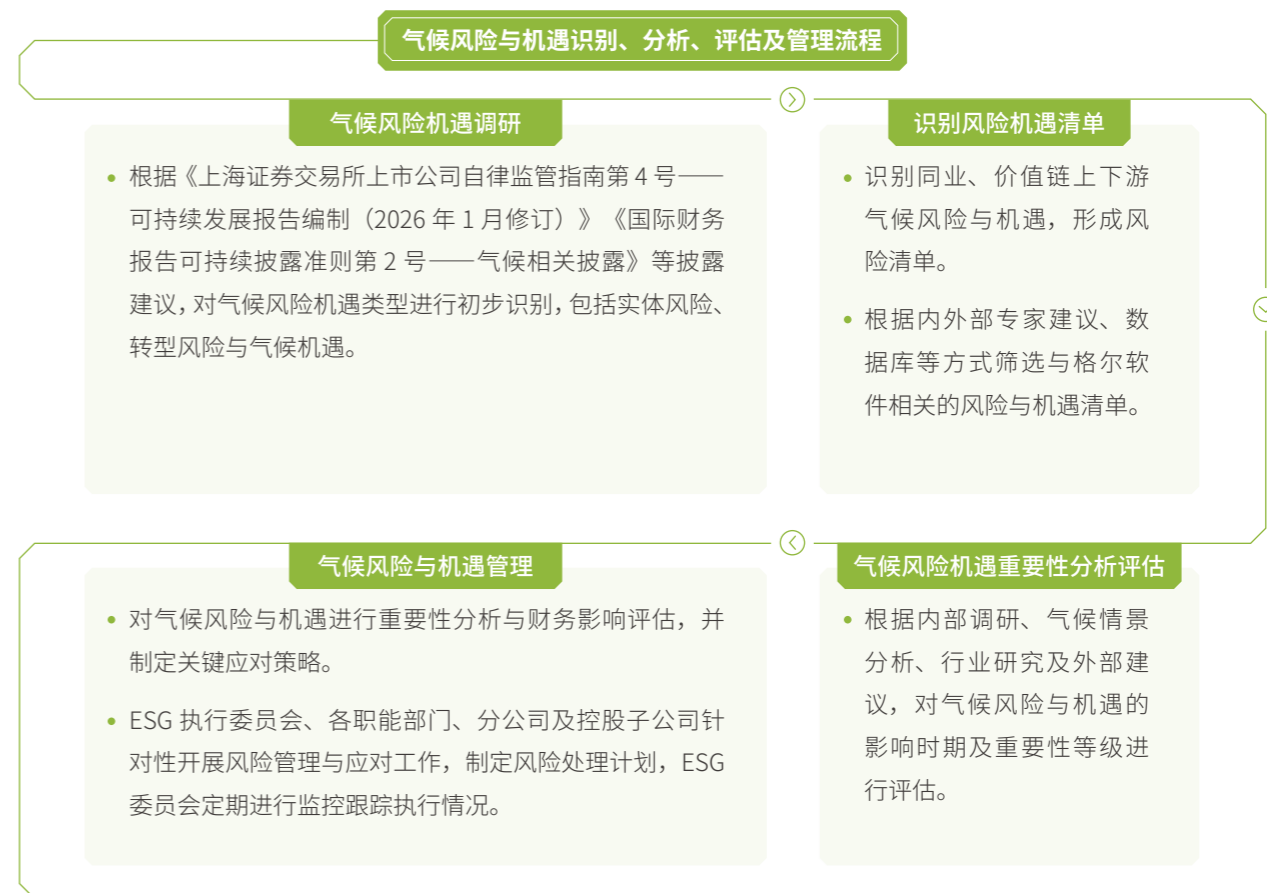 气候风险与机遇识别、分析、评估及管理流程
气候风险机遇调研
• 根据《上海证券交易所上市公司自律监管指南第 4 号——
可持续发展报告编制（2026 年 1 月修订）》《国际财务
报告可持续披露准则第 2 号——气候相关披露》等披露
建议，对气候风险机遇类型进行初步识别，包括实体风险、
转型风险与气候机遇。
识别风险机遇清单
• 识别同业、价值链上下游
气候风险与机遇，形成风
险清单。
• 根据内外部专家建议、数
据库等方式筛选与格尔软
件相关的风险与机遇清单。
气候风险机遇重要性分析评估
• 根据内部调研、气候情景
分析、行业研究及外部建
议，对气候风险与机遇的
影响时期及重要性等级进
行评估。
气候风险与机遇管理
• 对气候风险与机遇进行重要性分析与财务影响评估，并
制定关键应对策略。
• ESG 执行委员会、各职能部门、分公司及控股子公司针
对性开展风险管理与应对工作，制定风险处理计划，ESG
委员会定期进行监控跟踪执行情况。